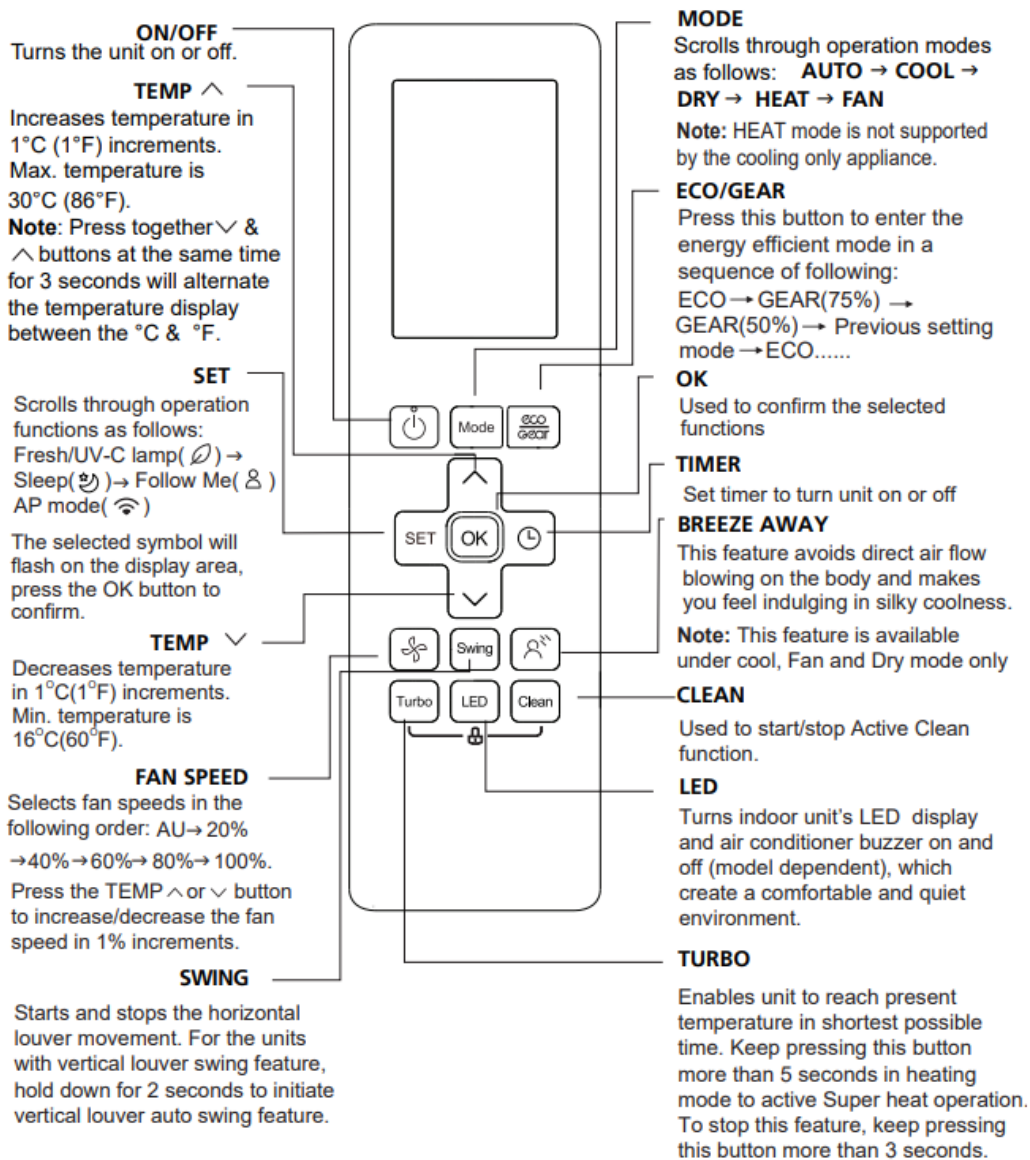 ON/OFF
Turns the unit on or off.
TEMP ︿
Increases temperature in
1°C (1°F) increments.
Max. temperature is
30°C (86°F).
Note: Press together﹀ &
︿ buttons at the same time
for 3 seconds will alternate
the temperature display
between the °C & °F.
SET
Scrolls through operation
functions as follows:
Fresh/UV-C lamp( ) →
Sleep( )→ Follow Me( )
AP mode( )
The selected symbol will
flash on the display area,
press the OK button to
confirm.
TEMP ﹀
Decreases temperature
in 1°C(1°F) increments.
Min. temperature is
16°C(60°F).
FAN SPEED
Selects fan speeds in the
following order: AU→ 20%
→40%→60%→ 80%→ 100%.
Press the TEMP ︿ or ﹀ button
to increase/decrease the fan
speed in 1% increments.
SWING
Starts and stops the horizontal
louver movement. For the units
with vertical louver swing feature,
hold down for 2 seconds to initiate
vertical louver auto swing feature.
Mode
eco
Gear
SET
OK
Swing
Turbo
LED
Clean
MODE
Scrolls through operation modes
as follows: AUTO → COOL →
DRY → HEAT → FAN
Note: HEAT mode is not supported
by the cooling only appliance.
ECO/GEAR
Press this button to enter the
energy efficient mode in a
sequence of following:
ECO → GEAR(75%) →
GEAR(50%)→ Previous setting
mode → ECO......
OK
Used to confirm the selected
functions
TIMER
Set timer to turn unit on or off
BREEZE AWAY
This feature avoids direct air flow
blowing on the body and makes
you feel indulging in silky coolness.
Note: This feature is available
under cool, Fan and Dry mode only
CLEAN
Used to start/stop Active Clean
function.
LED
Turns indoor unit's LED display
and air conditioner buzzer on and
off (model dependent), which
create a comfortable and quiet
environment.
TURBO
Enables unit to reach present
temperature in shortest possible
time. Keep pressing this button
more than 5 seconds in heating
mode to active Super heat operation.
To stop this feature, keep pressing
this button more than 3 seconds.